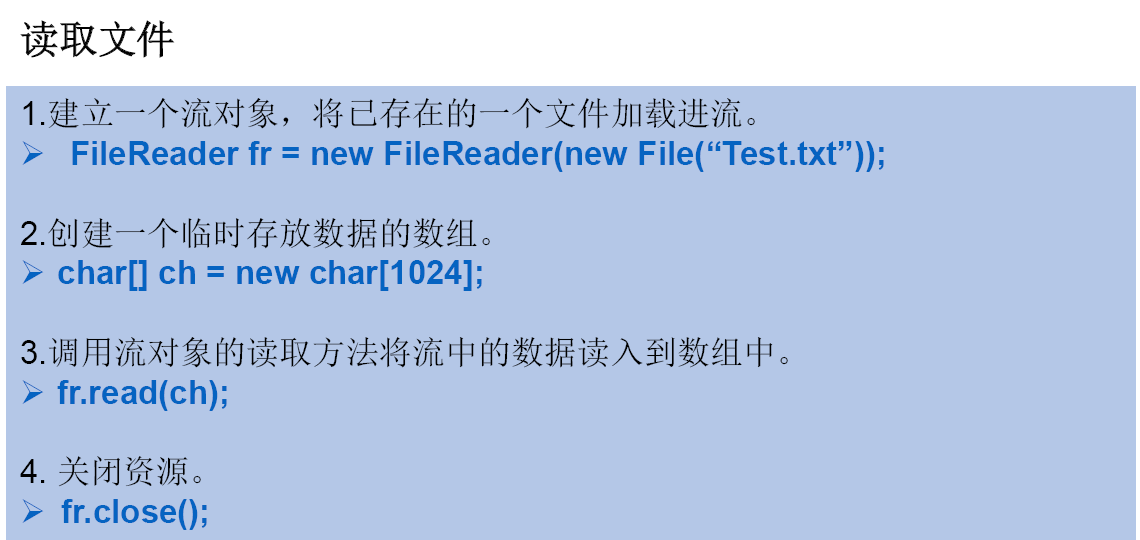 读取文件
1.建立一个流对象，将已存在的一个文件加载进流。
➢ FileReader fr = new FileReader(new File(“Test.txt”));
2.创建一个临时存放数据的数组。
➢ char[] ch = new char[1024];
3.调用流对象的读取方法将流中的数据读入到数组中。
➢ fr.read(ch);
4. 关闭资源。
➢ fr.close();